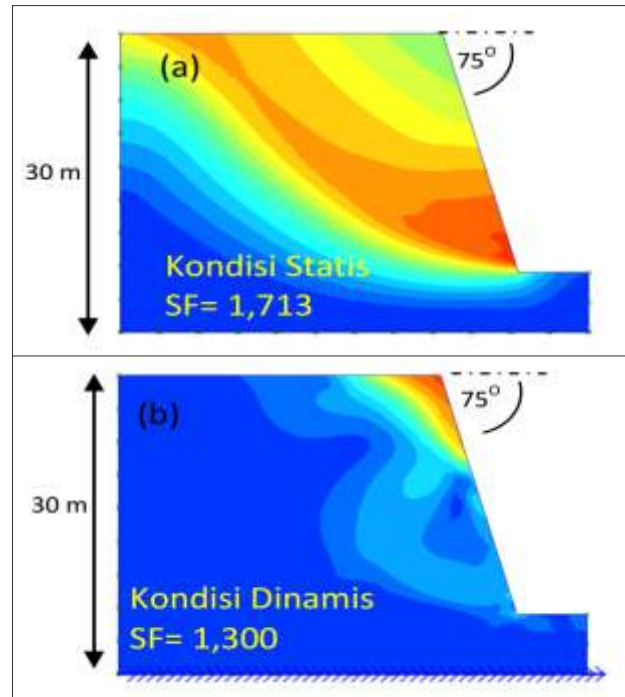 (a)
75°
30 m
Kondisi Statis
SF= 1,713
(b)
75°
30 m
Kondisi Dinamis
SF= 1,300